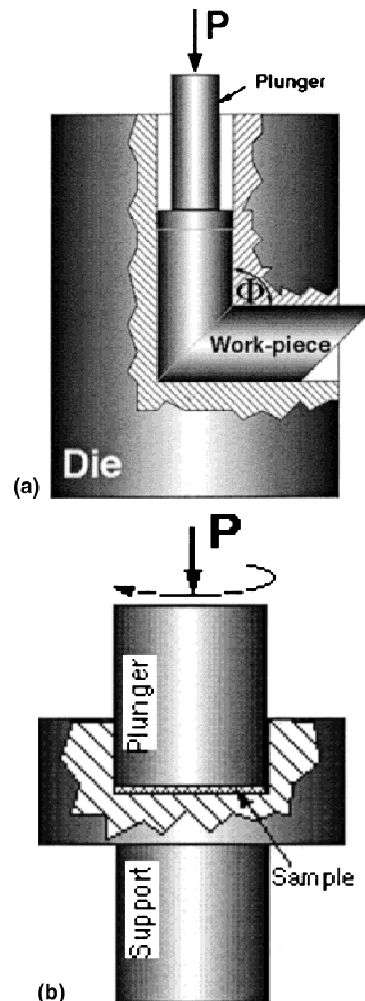 P
Plunger
Φ
Work-piece
Die
(a)
P
Plunger
Sample
Support
(b)